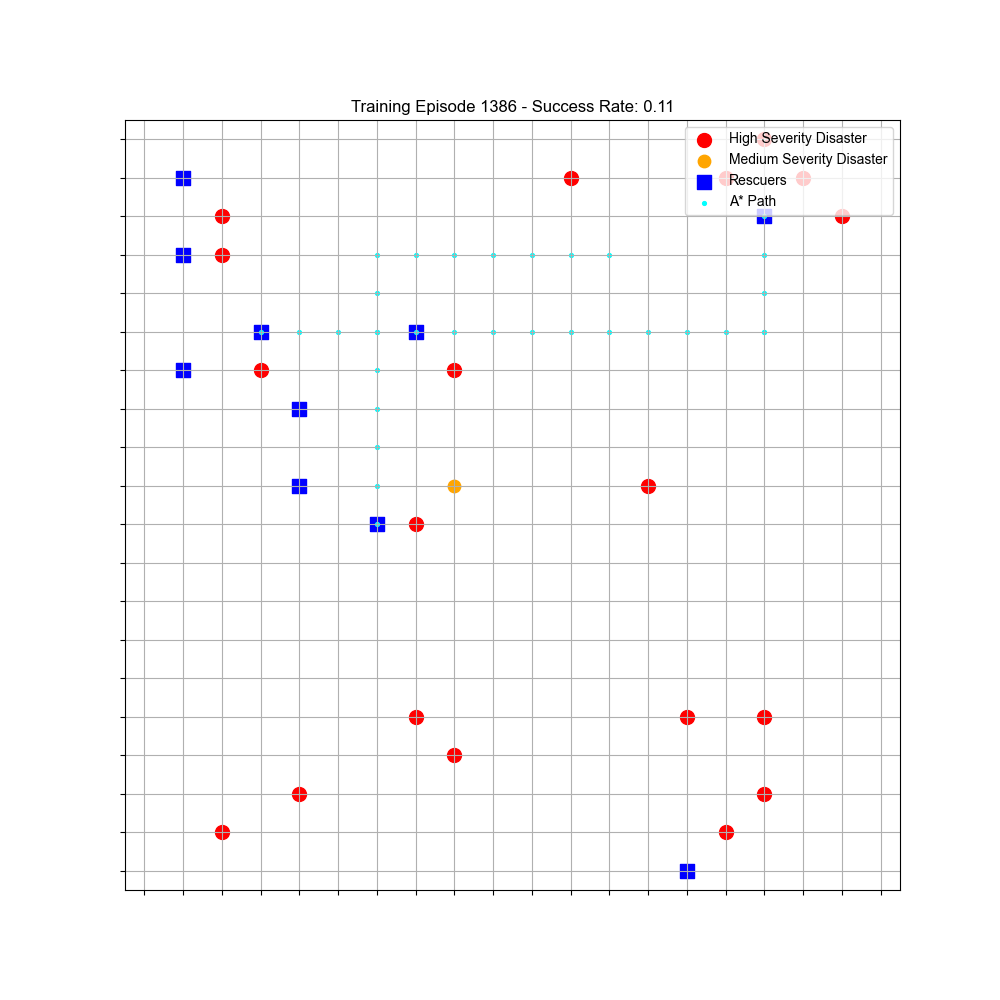 Training Episode 1386 - Success Rate: 0.11
High Severity Disaster
Medium Severity Disaster
Rescuers
A* Path